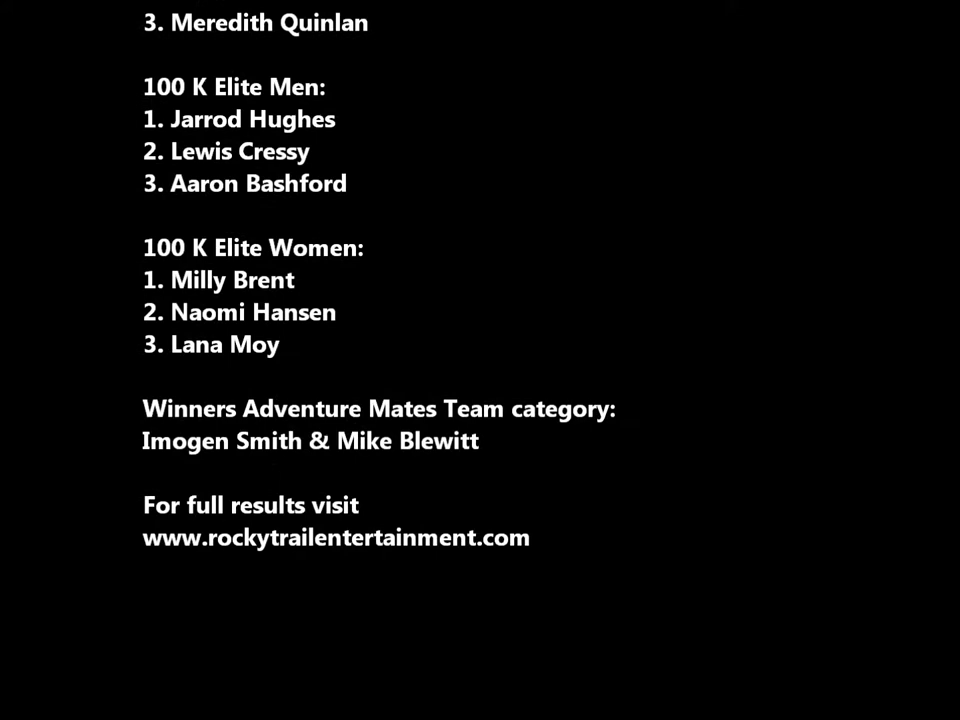 3. Meredith Quinlan
100 K Elite Men:
1. Jarrod Hughes
2. Lewis Cressy
3. Aaron Bashford
100 K Elite Women:
1. Milly Brent
2. Naomi Hansen
3. Lana Moy
Winners Adventure Mates Team category:
Imogen Smith & Mike Blewitt
For full results visit
www.rockytrailentertainment.com